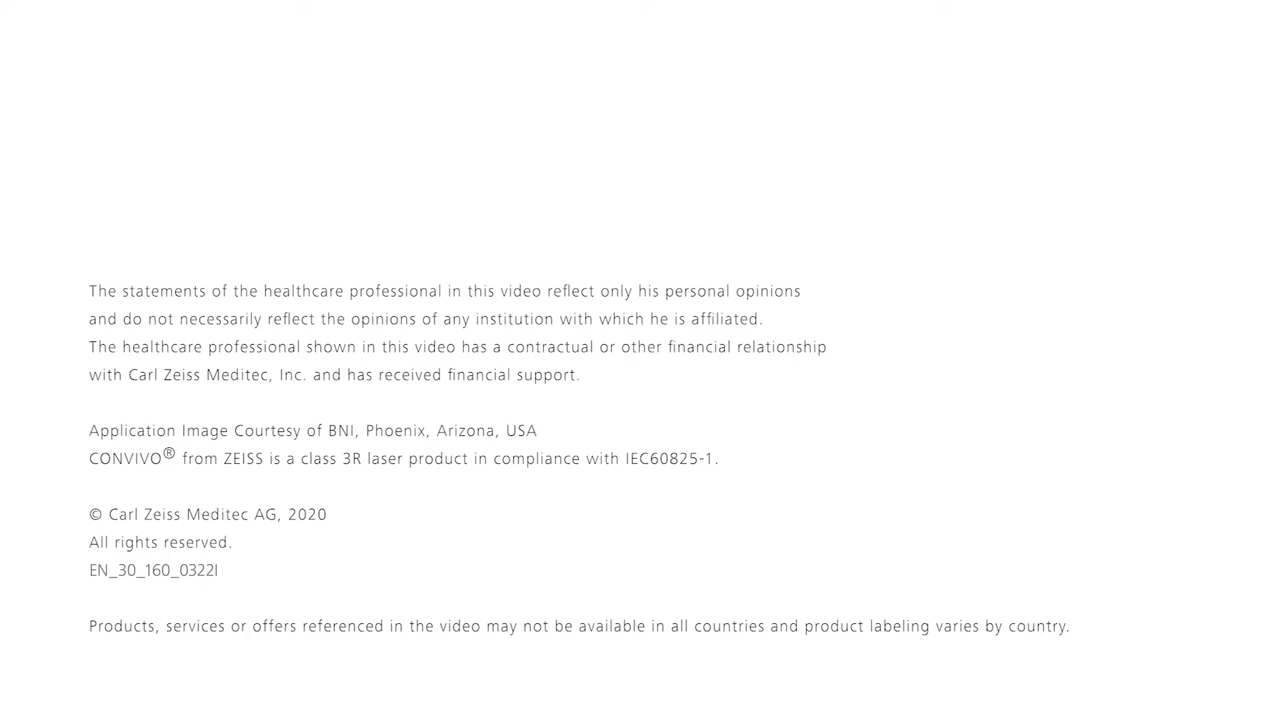 The statements of the healthcare professional in this video reflect only his personal opinions
and do not necessarily reflect the opinions of any institution with which he is affiliated.
The healthcare professional shown in this video has a contractual or other financial relationship
with Carl Zeiss Meditec, Inc. and has received financial support.
Application Image Courtesy of BNI, Phoenix, Arizona, USA
CONVIVO® from ZEISS is a class 3R laser product in compliance with IEC60825-1.
© Carl Zeiss Meditec AG, 2020
All rights reserved.
EN_30_160_0322I
Products, services or offers referenced in the video may not be available in all countries and product labeling varies by country.